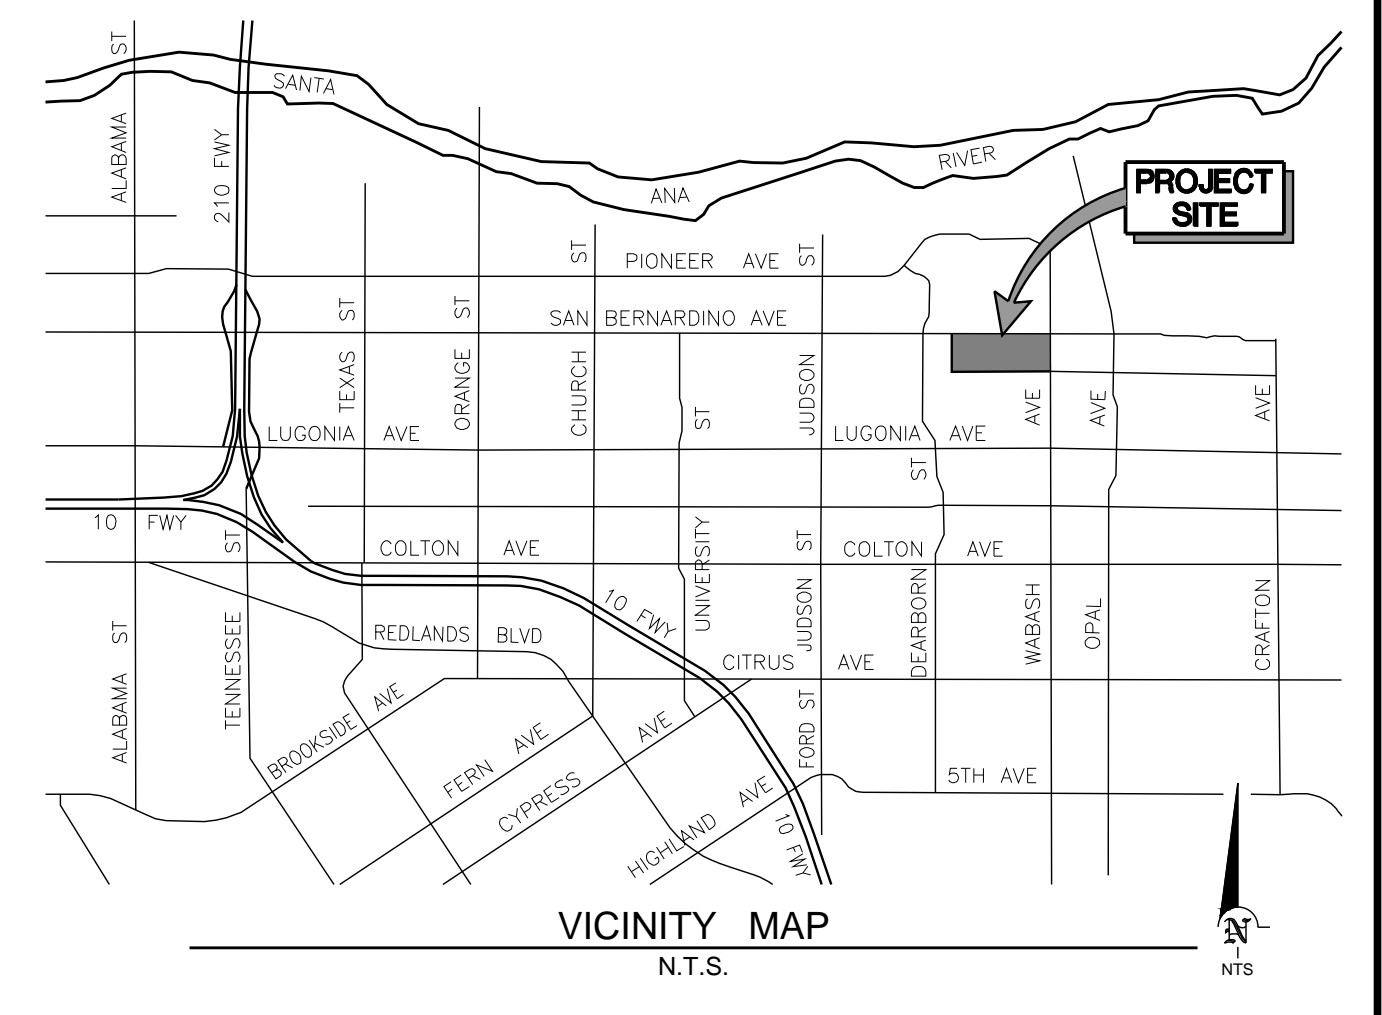 ST
SANTA
ALABAMA
210 FWY
RIVER
ANA
PROJECT
SITE
ST
PIONEER AVE
ST
ST
ST
SAN BERNARDINO AVE
TEXAS
ORANGE
CHURCH
ST
JUDSON
AVE
AVE
AVE
LUGONIA AVE
LUGONIA AVE
ST
10 FWY
ST
COLTON AVE
UNIVERSITY
ST
COLTON AVE
10 FWY
ST
ALABAMA
TENNESSEE
REDLANDS BLVD
JUDSON
DEARBORN
WABASH
OPAL
CRAFTON
CITRUS AVE
BROOKSIDE AVE
FERN AVE
CYPRESS AVE
FORD ST
5TH AVE
HIGHLAND AVE
10 FWY
VICINITY MAP
N.T.S.
N
NTS